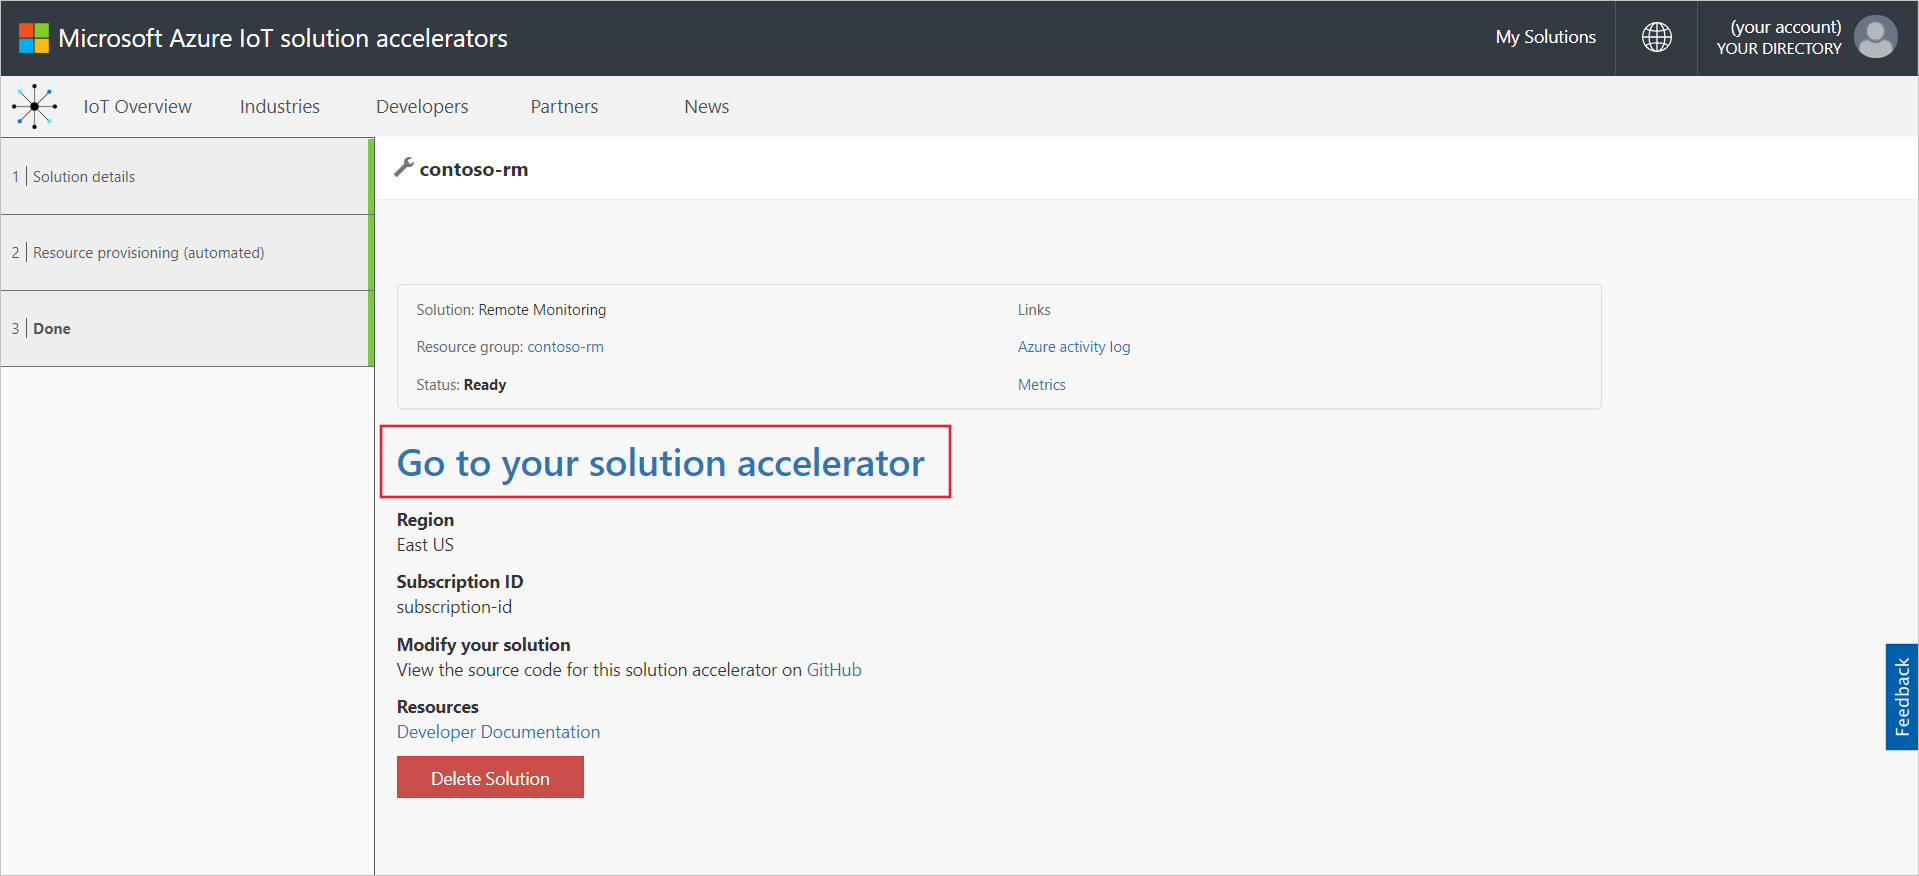 Microsoft Azure IoT solution accelerators
My Solutions
(your account)
YOUR DIRECTORY
IoT Overview
Industries
Developers
Partners
News
1 Solution details
2 Resource provisioning (automated)
3 Done
contoso-rm
Solution: Remote Monitoring
Links
Resource group: contoso-rm
Azure activity log
Status: Ready
Metrics
Go to your solution accelerator
Region
East US
Subscription ID
subscription-id
Modify your solution
View the source code for this solution accelerator on GitHub
Resources
Developer Documentation
Delete Solution
Feedback